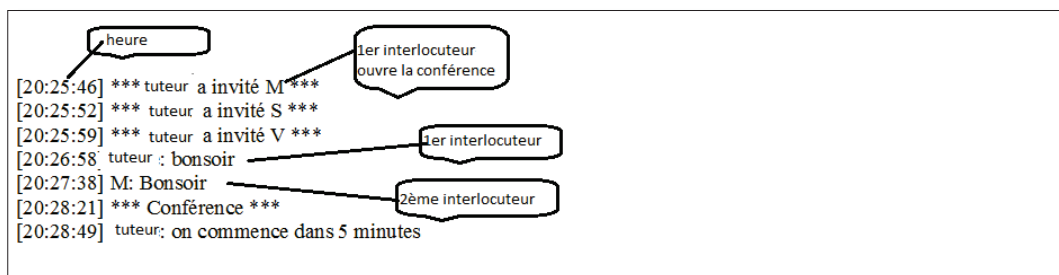 heure
1er interlocuteur
ouvre la conférence
[20:25:46] *** tuteur a invité M ***
[20:25:52] *** tuteur a invité S ***
[20:25:59] *** tuteur a invité V ***
1er interlocuteur
[20:26:58] tuteur : bonsoir
[20:27:38] M: Bonsoir
2ème interlocuteur
[20:28:21] *** Conférence ***
[20:28:49] tuteur: on commence dans 5 minutes